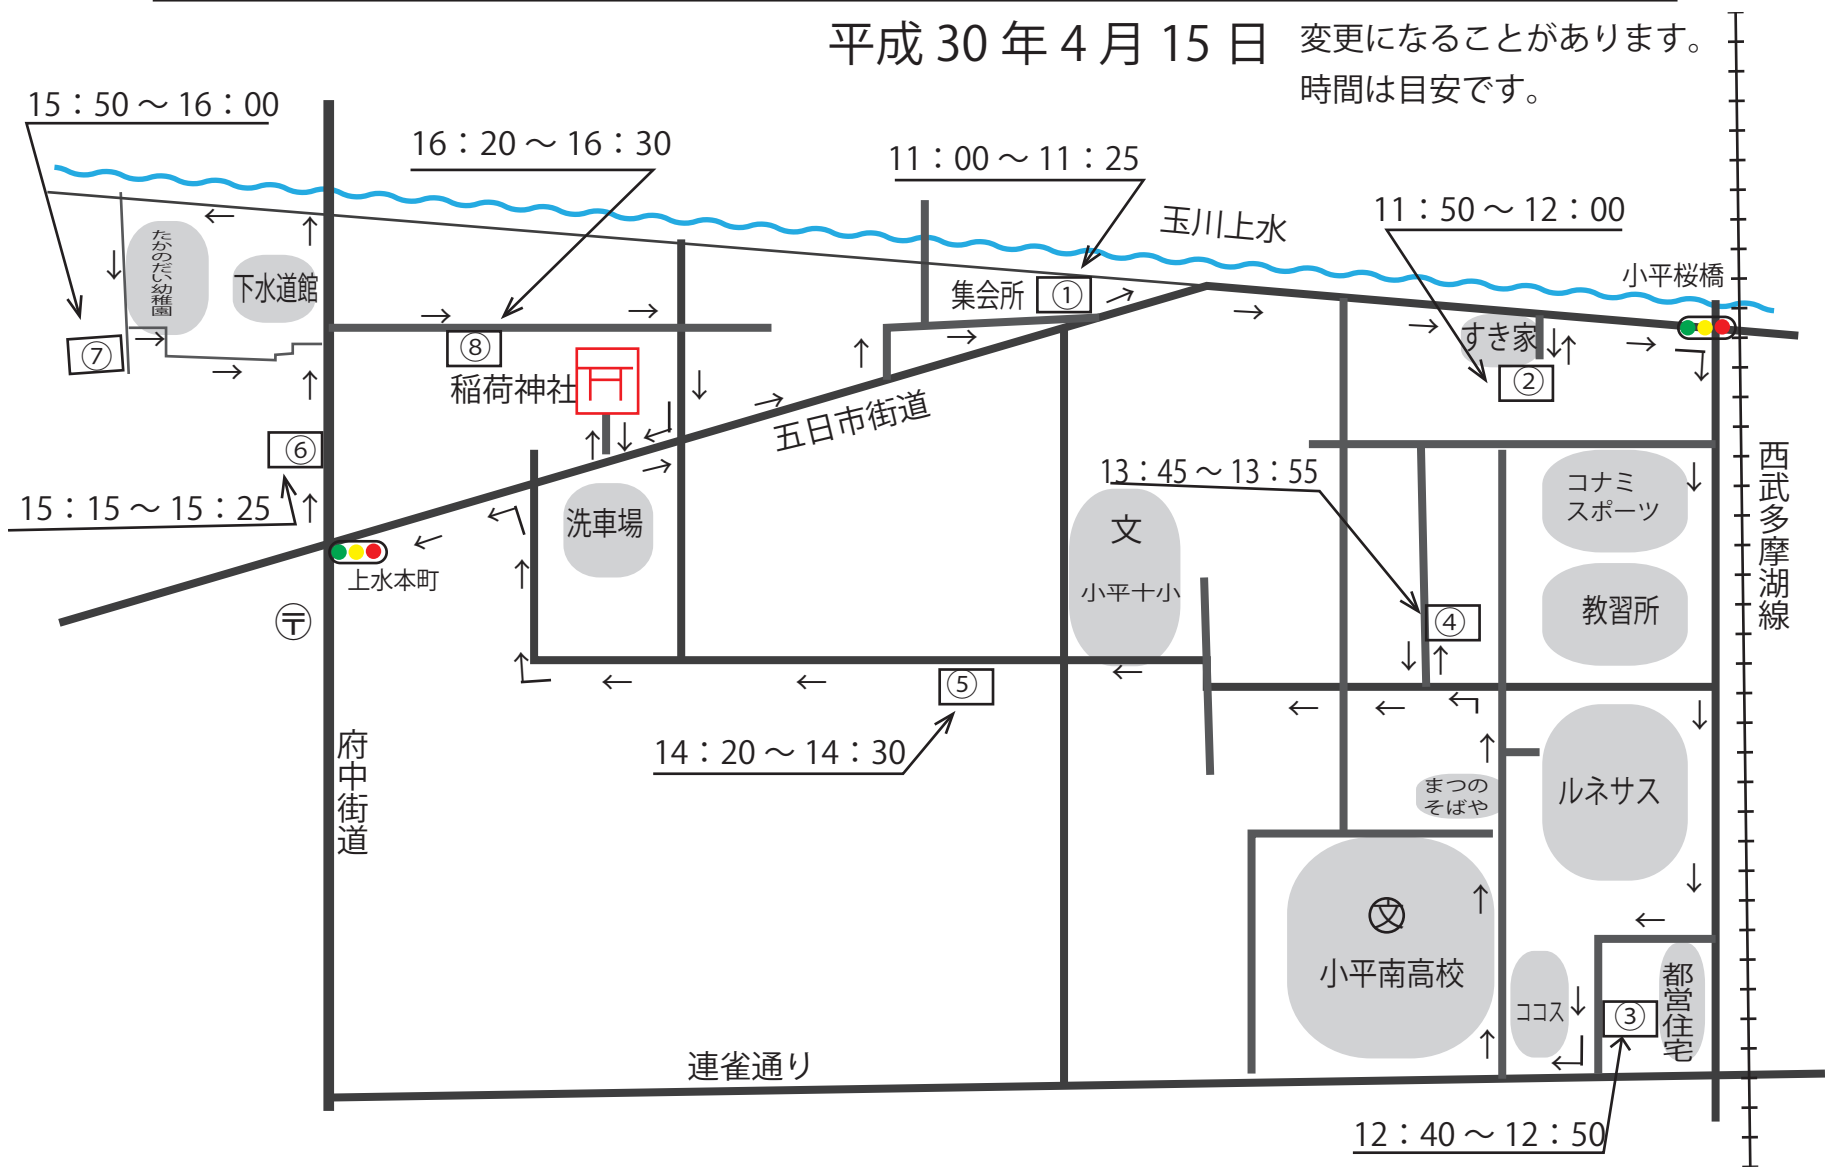 平成 30 年 4 月 15 日
変更になることがあります。
時間は目安です。
15：50 ～ 16：00
16：20 ～ 16：30
11：00 ～ 11：25
11：50 ～ 12：00
玉川上水
小平桜橋
たかのだい幼稚園
下水道館
集会所
①
⑦
⑧
稲荷神社
すき家
②
五日市街道
⑥
15：15 ～ 15：25
13：45 ～ 13：55
洗車場
文
小平十小
コナミ
スポーツ
西武多摩湖線
上水本町
〒
教習所
④
⑤
14：20 ～ 14：30
府中街道
まつの
そばや
ルネサス
文
小平南高校
ココス
③
都営住宅
連雀通り
12：40 ～ 12：50